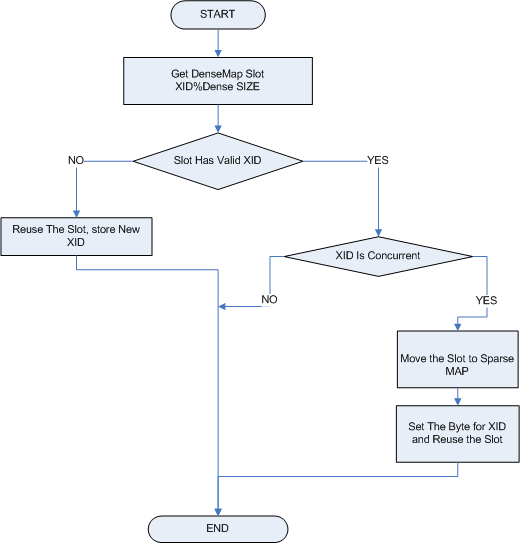 START
Get DenseMap Slot
XID%Dense SIZE
Slot Has Valid XID
NO
YES
Reuse The Slot, store New
XID
XID Is Concurrent
NO
YES
Move the Slot to Sparse
MAP
Set The Byte for XID
and Reuse the Slot
END